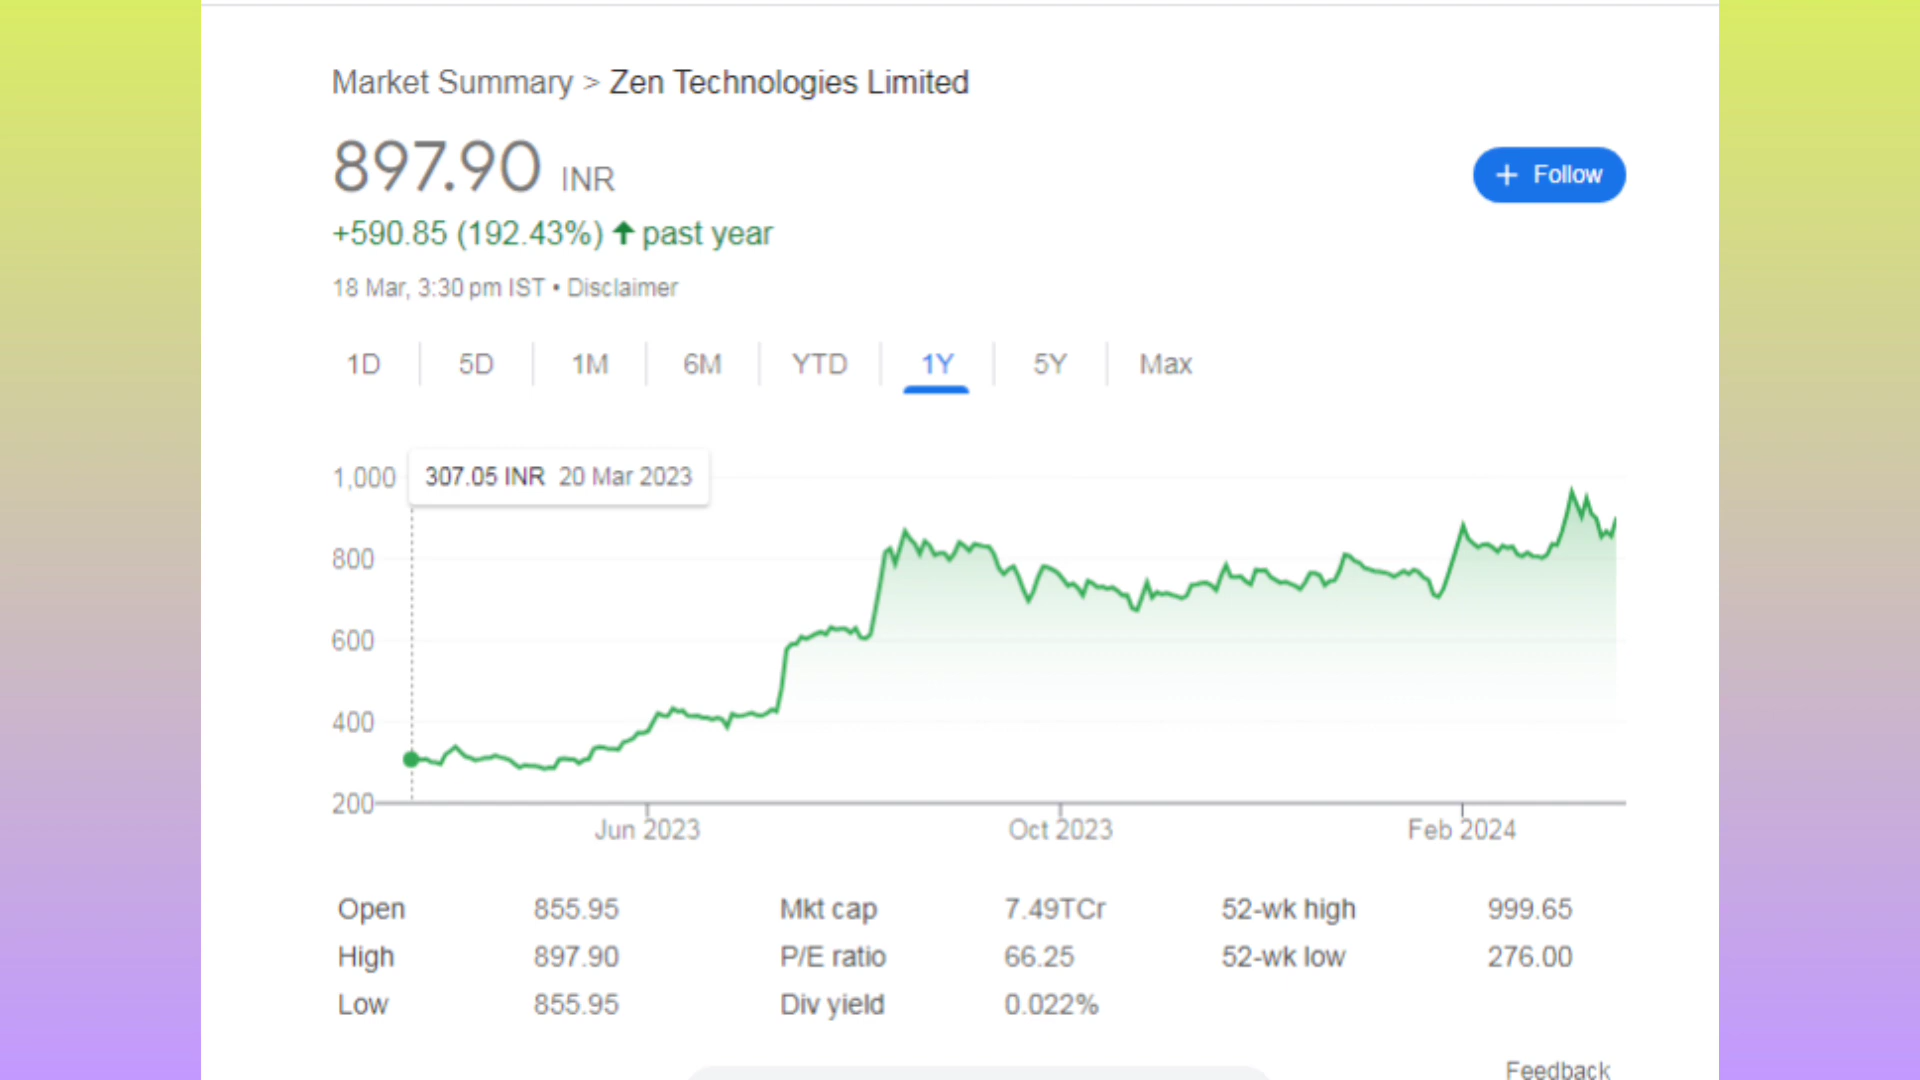 Market Summary > Zen Technologies Limited
897.90 INR
+ Follow
+590.85 (192.43%) ↑ past year
18 Mar, 3:30 pm IST • Disclaimer
1D 5D 1M 6M YTD 1Y 5Y Max
307.05 INR 20 Mar 2023
1,000
800
600
400
200
Jun 2023 Oct 2023 Feb 2024
Open 855.95 Mkt cap 7.49TCr 52-wk high 999.65
High 897.90 P/E ratio 66.25 52-wk low 276.00
Low 855.95 Div yield 0.022%
Feedback